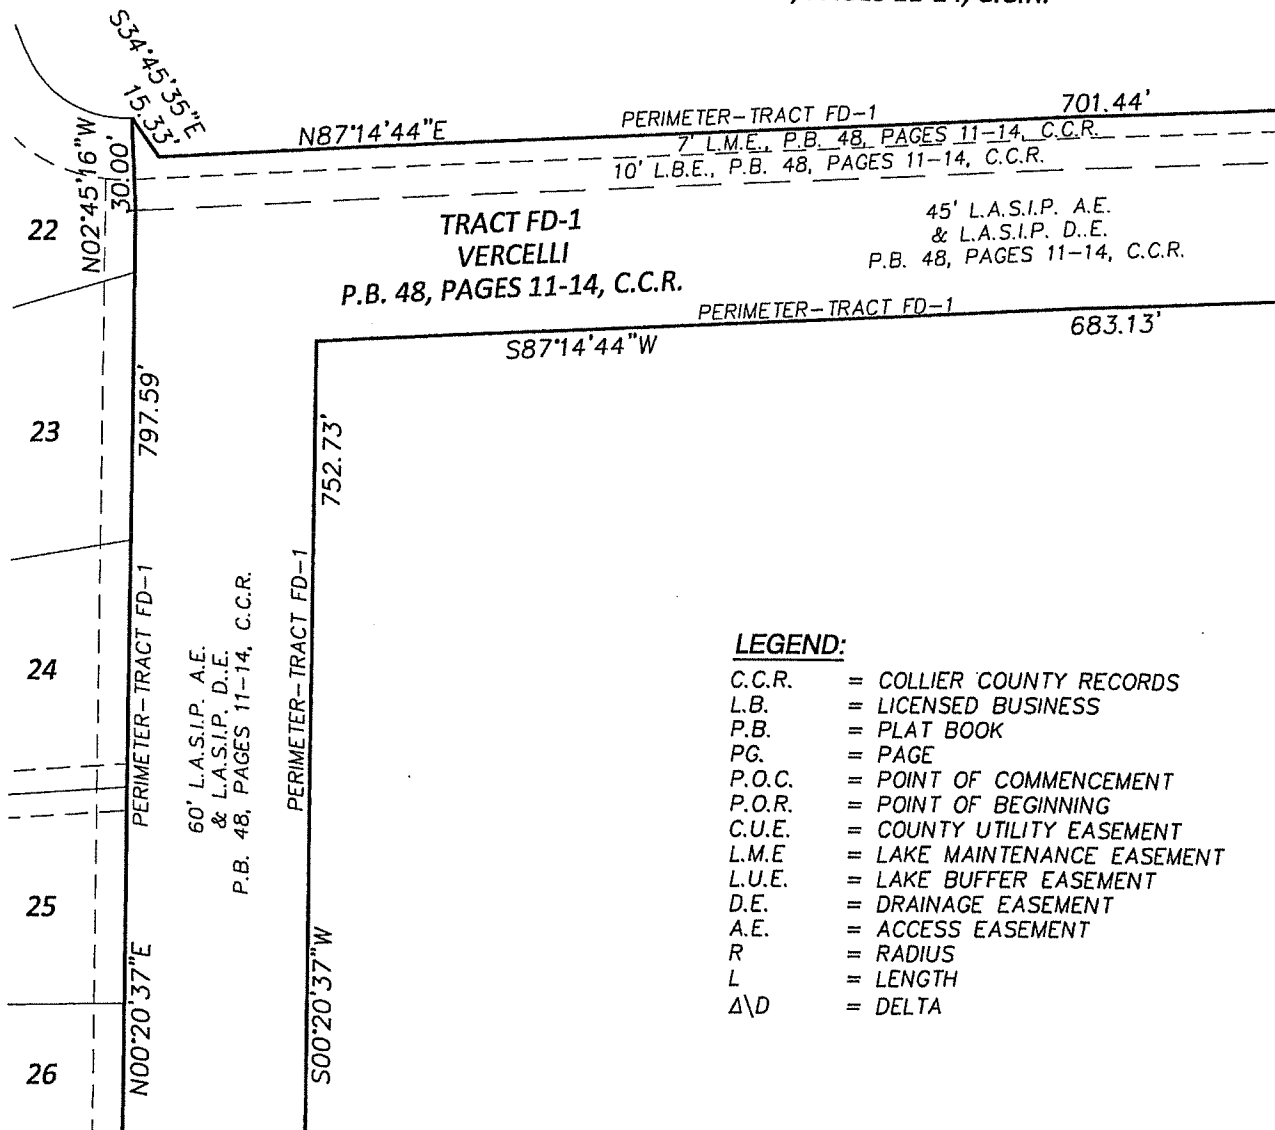 S34°45'35"E
15.33'
N02°45'16"W
30.00'
N87°14'44"E
PERIMETER-TRACT FD-1
701.44'
7' L.M.E., P.B. 48, PAGES 11-14, C.C.R.
10' L.B.E., P.B. 48, PAGES 11-14, C.C.R.
TRACT FD-1
VERCELLI
P.B. 48, PAGES 11-14, C.C.R.
45' L.A.S.I.P. A.E.
& L.A.S.I.P. D..E.
P.B. 48, PAGES 11-14, C.C.R.
PERIMETER-TRACT FD-1
S87°14'44"W
683.13'
22
23
24
25
26
797.59'
PERIMETER-TRACT FD-1
N00°20'37"E
60' L.A.S.I.P. A.E.
& L.A.S.I.P. D..E.
P.B. 48, PAGES 11-14, C.C.R.
752.73'
PERIMETER-TRACT FD-1
S00°20'37"W
LEGEND:
C.C.R. = COLLIER COUNTY RECORDS
L.B. = LICENSED BUSINESS
P.B. = PLAT BOOK
PG. = PAGE
P.O.C. = POINT OF COMMENCEMENT
P.O.R. = POINT OF BEGINNING
C.U.E. = COUNTY UTILITY EASEMENT
L.M.E = LAKE MAINTENANCE EASEMENT
L.U.E. = LAKE BUFFER EASEMENT
D.E. = DRAINAGE EASEMENT
A.E. = ACCESS EASEMENT
R = RADIUS
L = LENGTH
Δ\D = DELTA